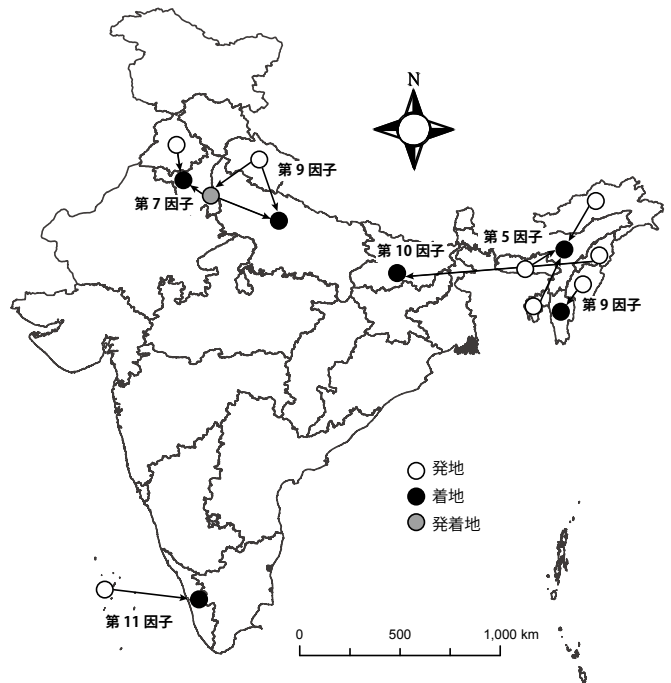 N
第 9 因子
第 7 因子
第 5 因子
第 10 因子
第 9 因子
発地
着地
発着地
第 11 因子
0 500 1,000 km